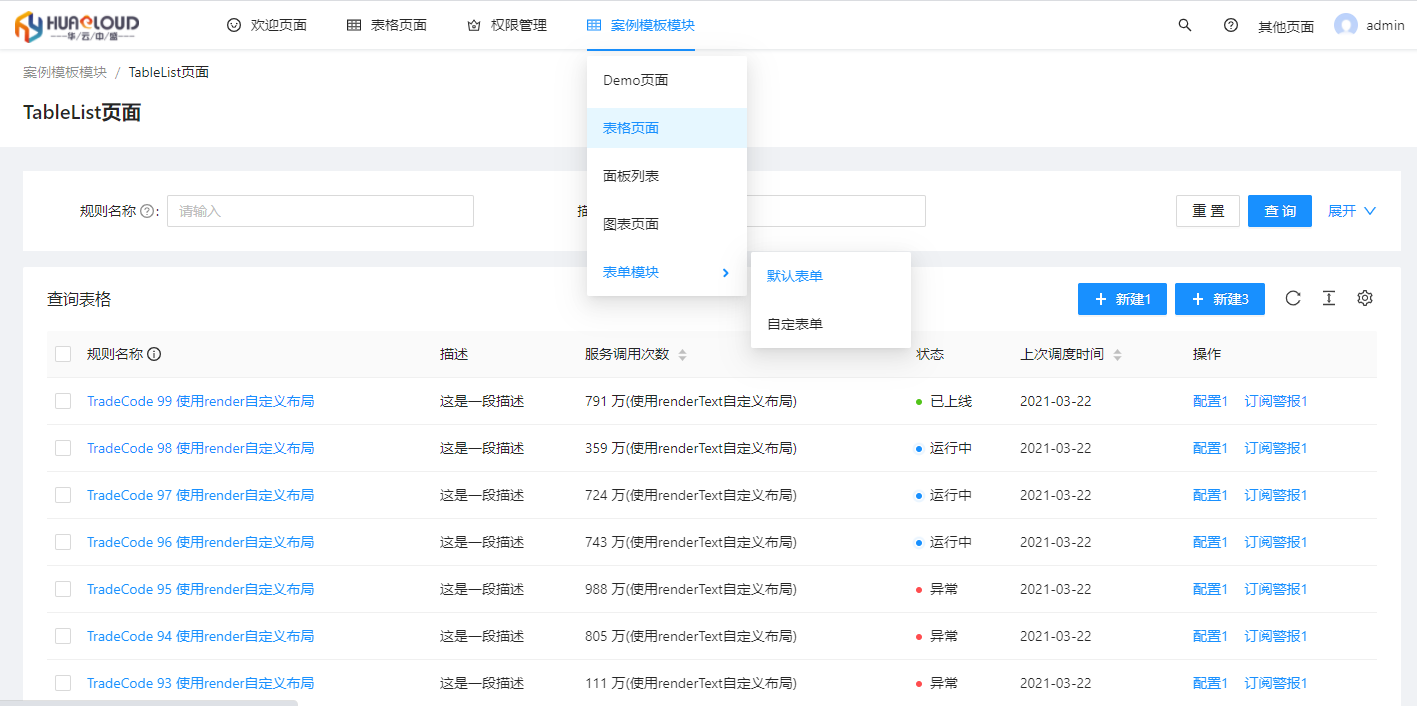 HUACLOUD
华/云/中/盛
欢迎页面 表格页面 权限管理 案例模板模块 其他页面 admin
案例模板模块 / TableList页面
TableList页面
Demo页面
表格页面
面板列表
图表页面
表单模块
默认表单
自定表单
规则名称 : 请输入 重 置 查 询 展开
查询表格 + 新建1 + 新建3
规则名称 描述 服务调用次数 状态 上次调度时间 操作
TradeCode 99 使用render自定义布局 这是一段描述 791 万(使用renderText自定义布局) 已上线 2021-03-22 配置1 订阅警报1
TradeCode 98 使用render自定义布局 这是一段描述 359 万(使用renderText自定义布局) 运行中 2021-03-22 配置1 订阅警报1
TradeCode 97 使用render自定义布局 这是一段描述 724 万(使用renderText自定义布局) 运行中 2021-03-22 配置1 订阅警报1
TradeCode 96 使用render自定义布局 这是一段描述 743 万(使用renderText自定义布局) 运行中 2021-03-22 配置1 订阅警报1
TradeCode 95 使用render自定义布局 这是一段描述 988 万(使用renderText自定义布局) 异常 2021-03-22 配置1 订阅警报1
TradeCode 94 使用render自定义布局 这是一段描述 805 万(使用renderText自定义布局) 异常 2021-03-22 配置1 订阅警报1
TradeCode 93 使用render自定义布局 这是一段描述 111 万(使用renderText自定义布局) 异常 2021-03-22 配置1 订阅警报1